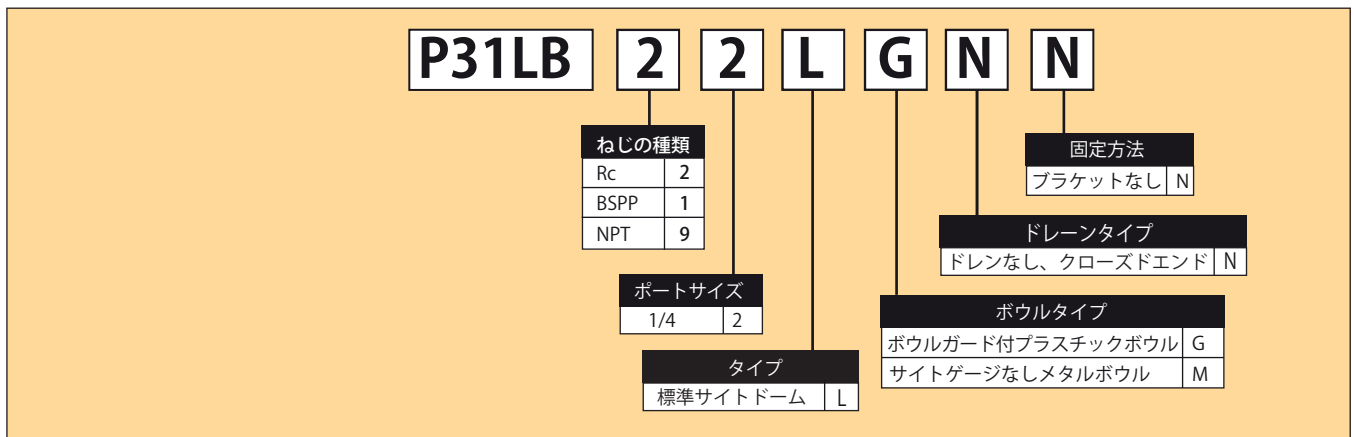 P31LB 2 2 L G N N
ねじの種類
Rc 2
BSPP 1
NPT 9
ポートサイズ
1/4 2
タイプ
標準サイトドーム L
固定方法
ブラケットなし N
ドレーンタイプ
ドレンなし、クローズドエンド N
ボウルタイプ
ボウルガード付プラスチックボウル G
サイトゲージなしメタルボウル M